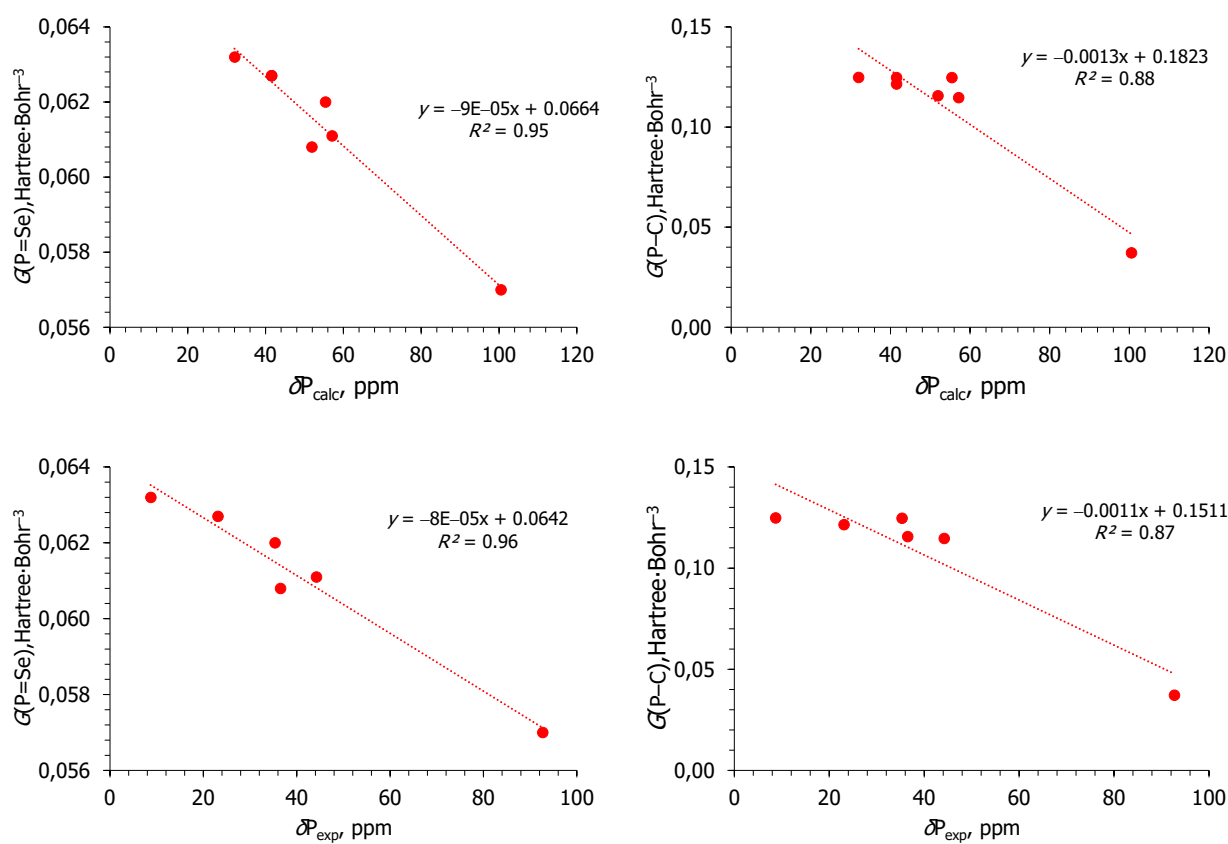 0,064
0,062
0,060
0,058
0,056
G(P=Se),Hartree·Bohr⁻³
y = −9E−05x + 0.0664
R² = 0.95
0 20 40 60 80 100 120
δP_calc, ppm
0,15
0,10
0,05
0,00
G(P−C),Hartree·Bohr⁻³
y = −0.0013x + 0.1823
R² = 0.88
0 20 40 60 80 100 120
δP_calc, ppm
0,064
0,062
0,060
0,058
0,056
G(P=Se),Hartree·Bohr⁻³
y = −8E−05x + 0.0642
R² = 0.96
0 20 40 60 80 100
δP_exp, ppm
0,15
0,10
0,05
0,00
G(P−C),Hartree·Bohr⁻³
y = −0.0011x + 0.1511
R² = 0.87
0 20 40 60 80 100
δP_exp, ppm